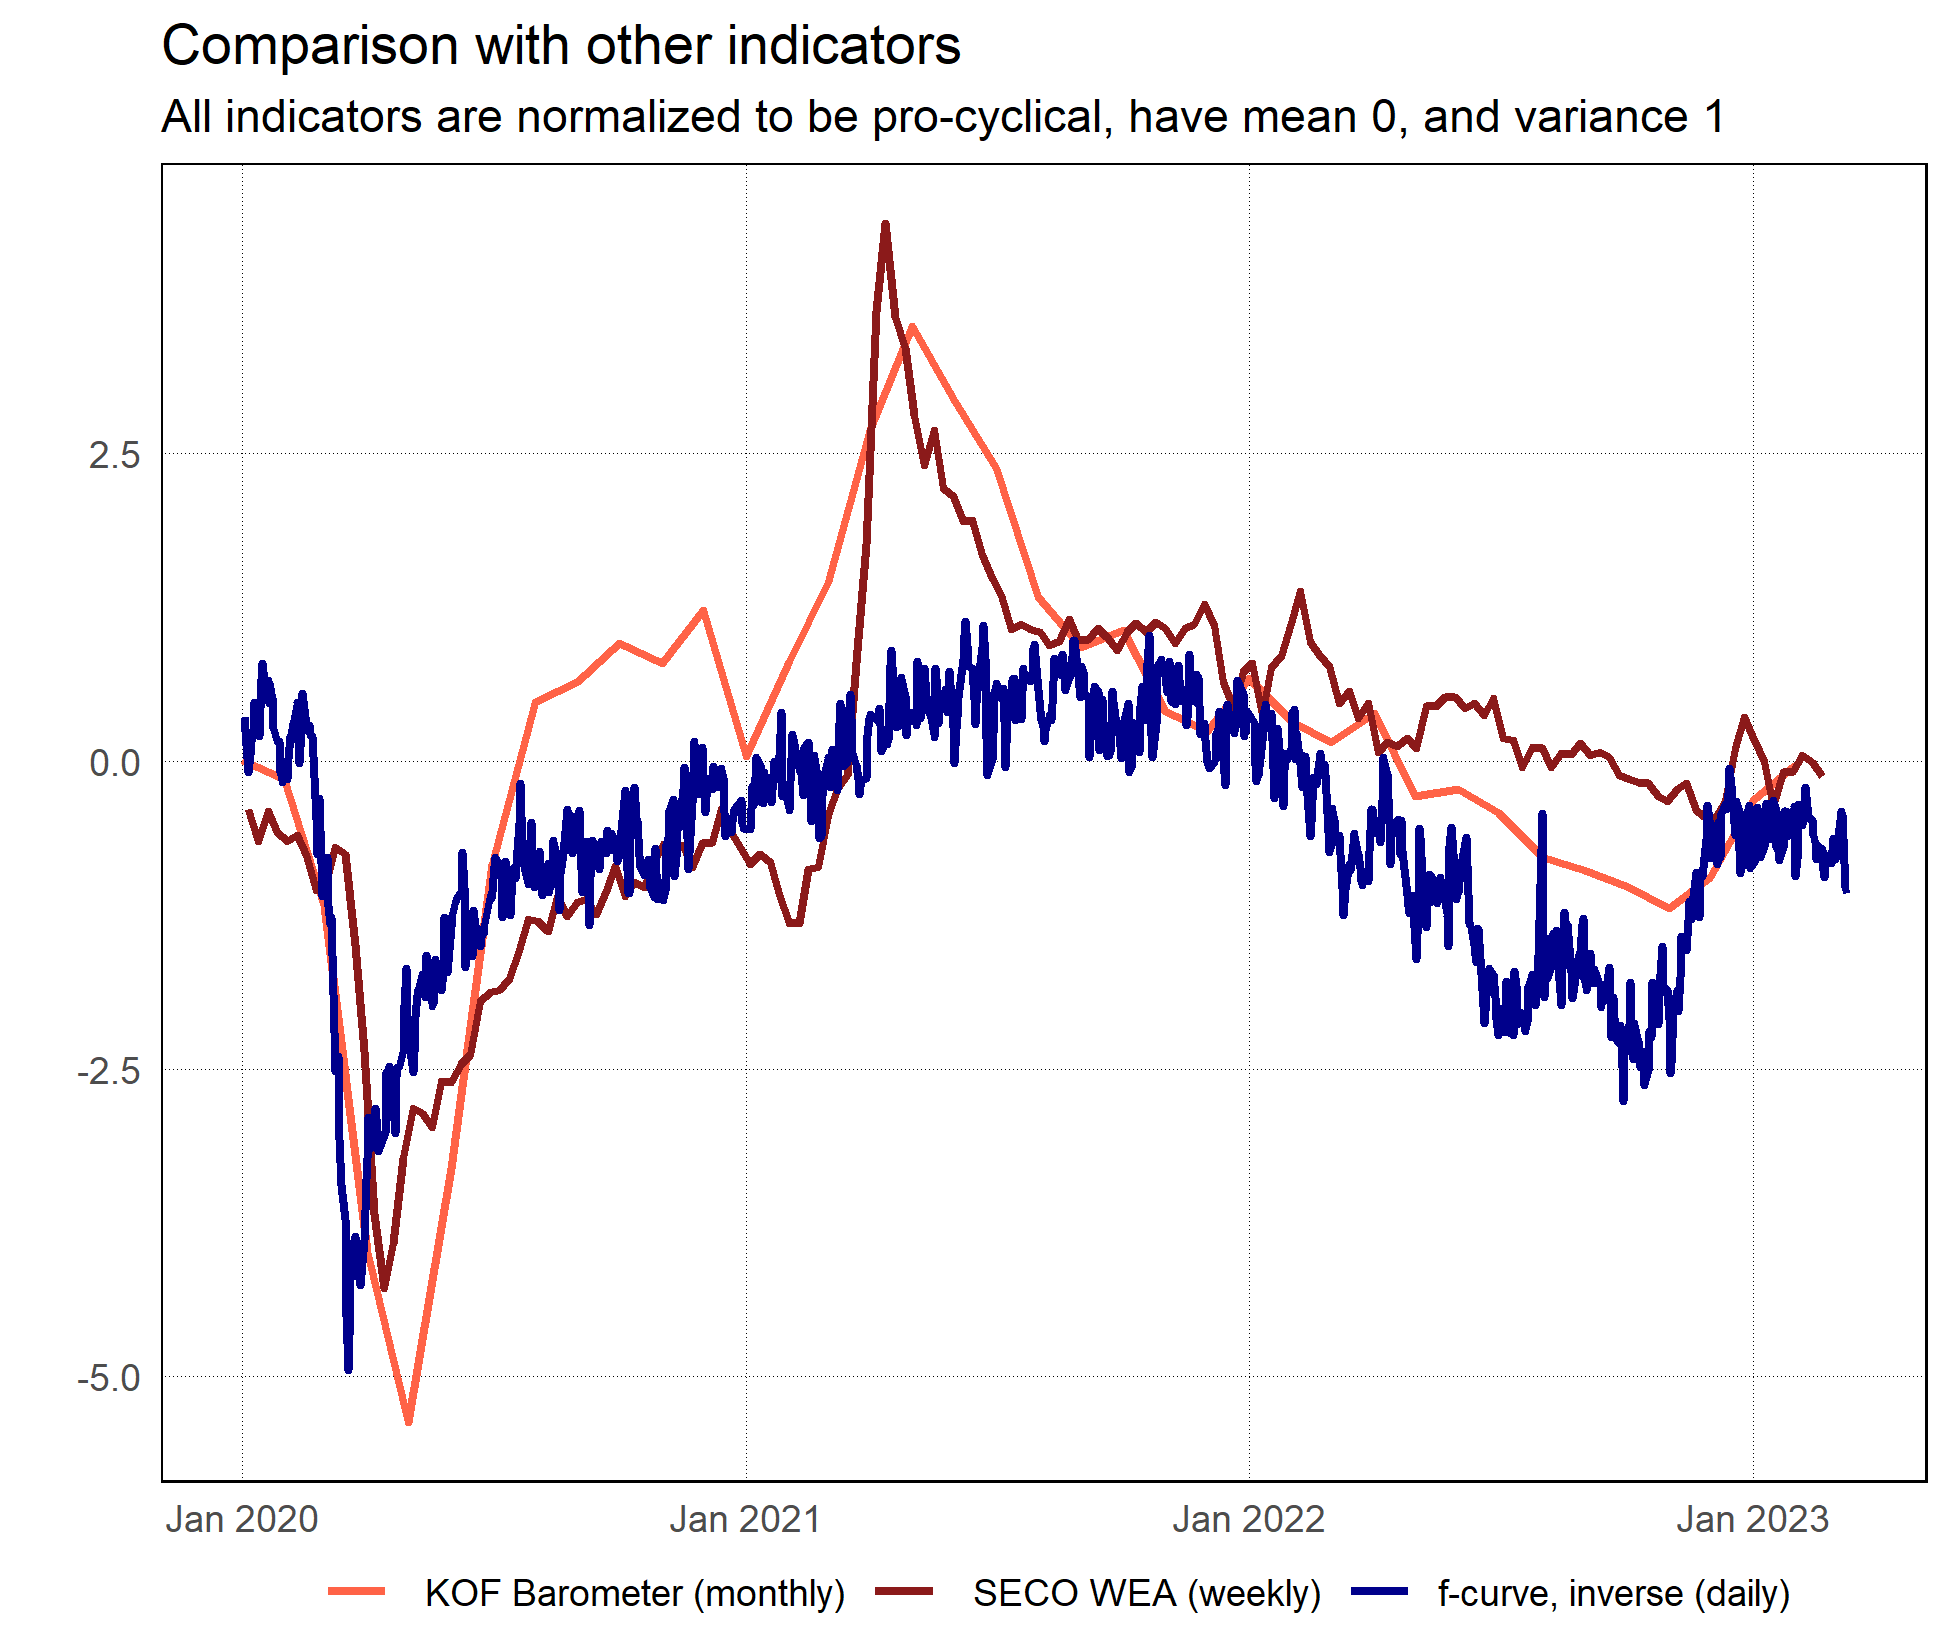 Comparison with other indicators
All indicators are normalized to be pro-cyclical, have mean 0, and variance 1
2.5
0.0
-2.5
-5.0
Jan 2020 Jan 2021 Jan 2022 Jan 2023
KOF Barometer (monthly) SECO WEA (weekly) f-curve, inverse (daily)